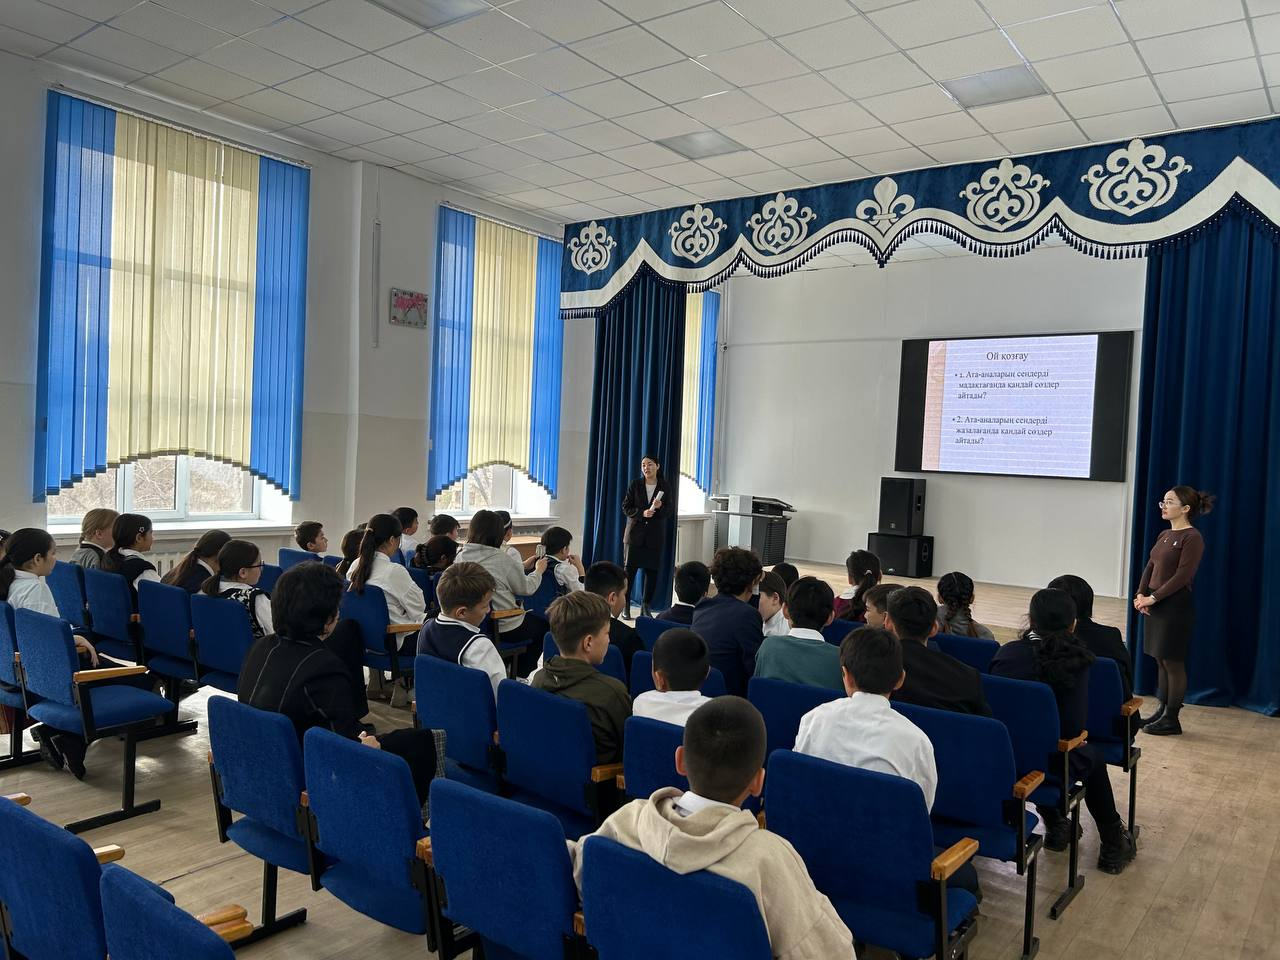 Ой қозғау
• 1. Ата-аналарың сендерді
мадақтағанда қандай сөздер
айтады?
• 2. Ата-аналарың сендерді
жазалағанда қандай сөздер
айтады?